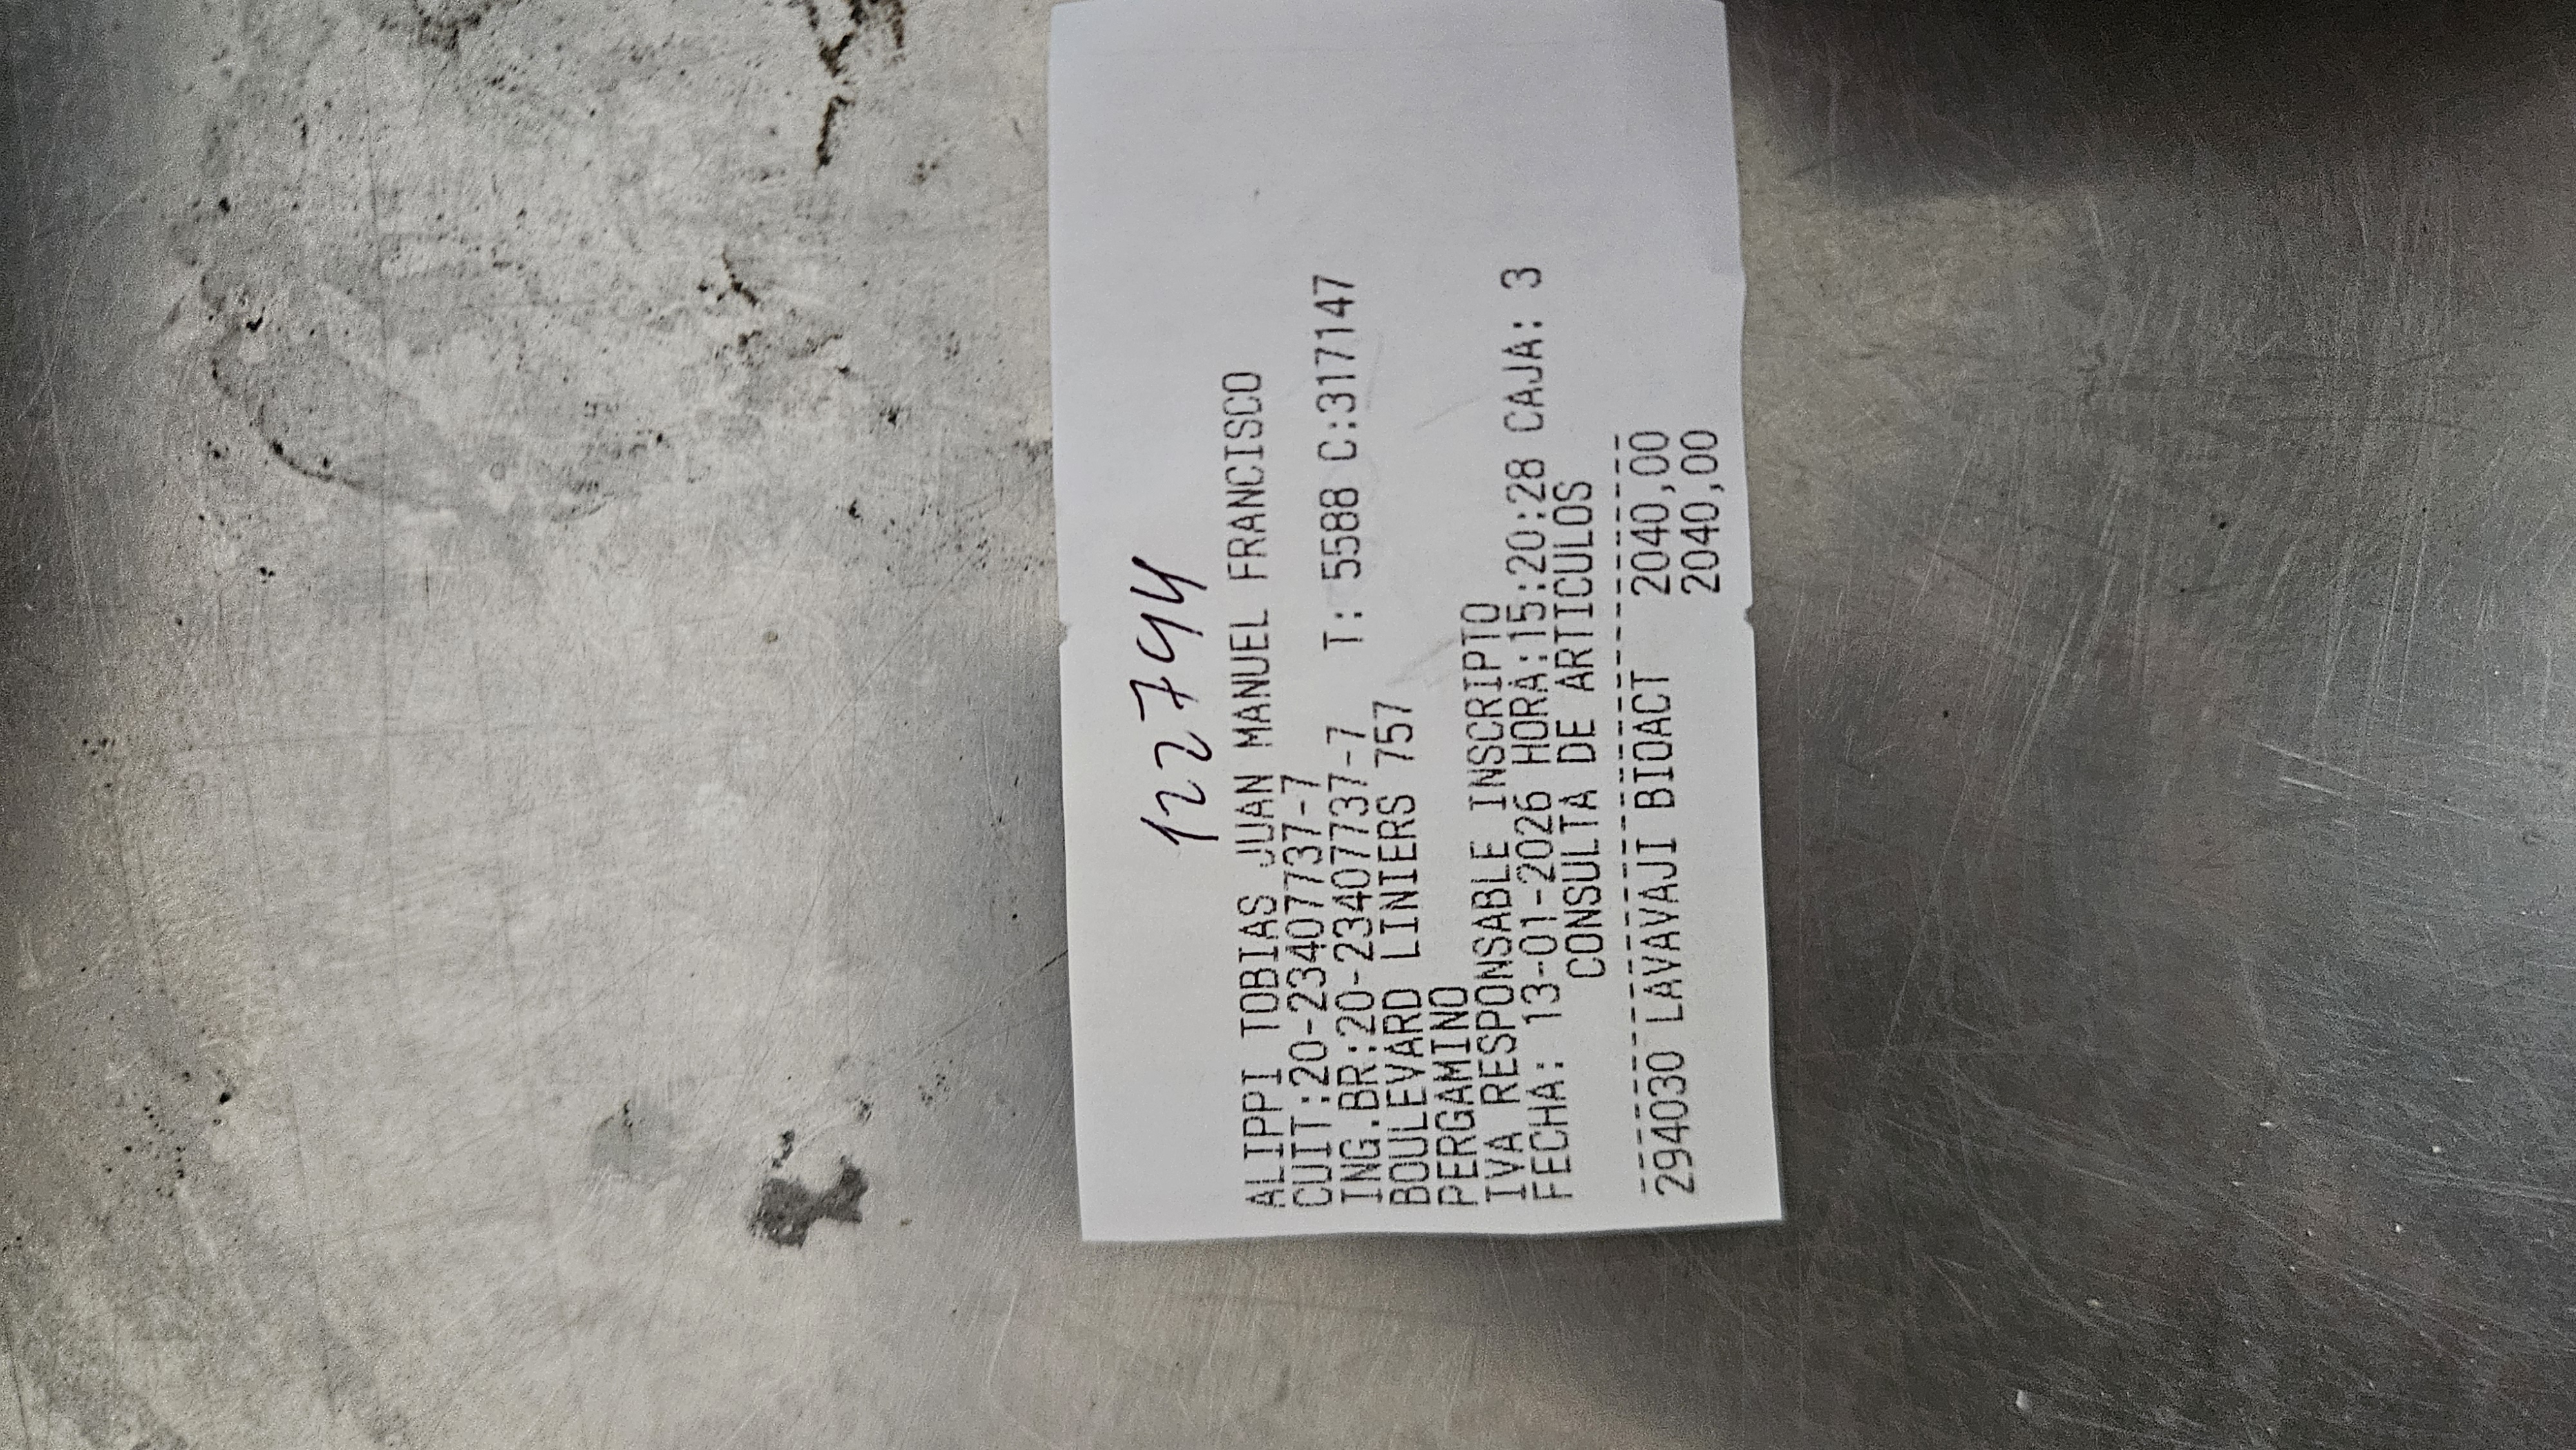 122794
ALIPPI TOBIAS JUAN MANUEL FRANCISCO
CUIT:20-23407737-7
ING.BR:20-23407737-7 T: 5588 C:317147
BOULEVARD LINIERS 757
PERGAMINO
IVA RESPONSABLE INSCRIPTO
FECHA: 13-01-2026 HORA:15:20:28 CAJA: 3
CONSULTA DE ARTICULOS
294030 LAVAVAJI BIOACT 2040,00
2040,00